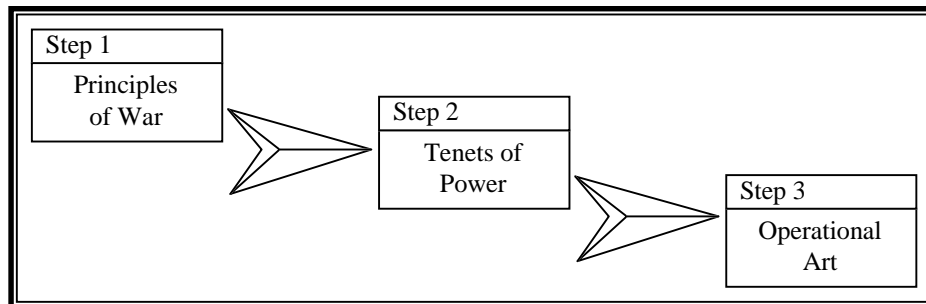 Step 1
Principles
of War
Step 2
Tenets of
Power
Step 3
Operational
Art